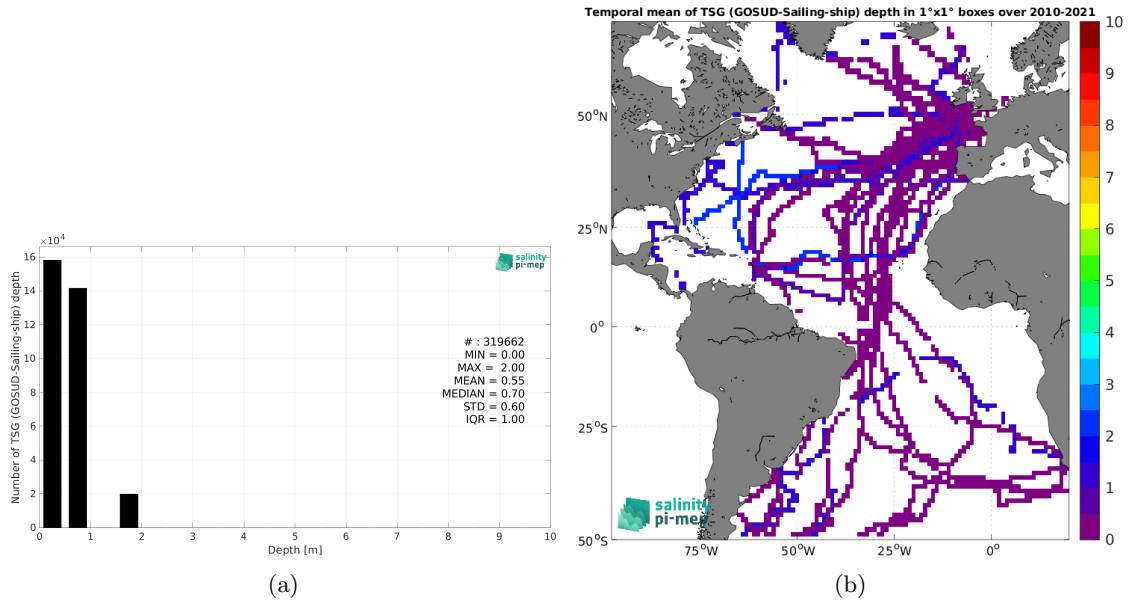 ×10^4
16
14
12
10
8
6
4
2
0
Number of TSG (GOSUD-Sailing-ship) depth
salinity
pi-mep
# : 319662
MIN = 0.00
MAX = 2.00
MEAN = 0.55
MEDIAN = 0.70
STD = 0.60
IQR = 1.00
0 1 2 3 4 5 6 7 8 9 10
Depth [m]
(a)
Temporal mean of TSG (GOSUD-Sailing-ship) depth in 1°x1° boxes over 2010-2021
50°N
25°N
0°
25°S
50°S
75°W 50°W 25°W 0°
salinity
pi-mep
10
9
8
7
6
5
4
3
2
1
0
(b)